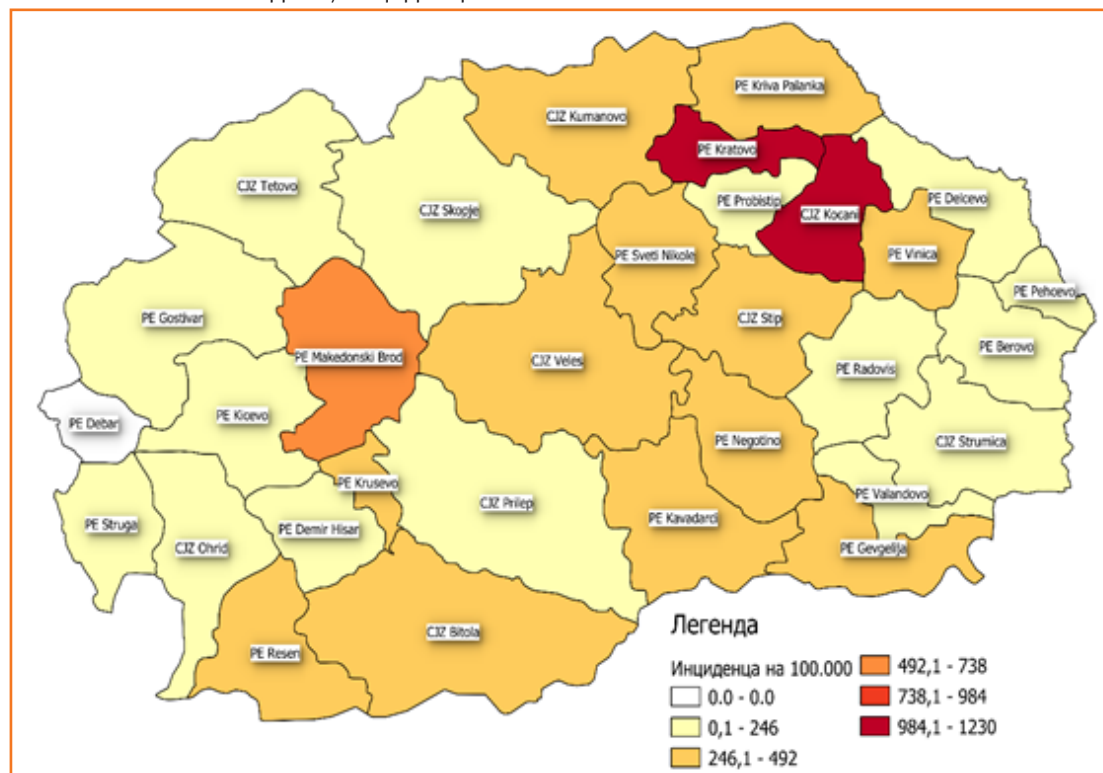 PE Kriva Palanka
CJZ Kumanovo
PE Kratovo
CJZ Tetovo
PE Probistip
PE Delcevo
CJZ Skopje
CJZ Kocani
PE Sveti Nikole
PE Vinica
PE Pehcevo
PE Gostivar
CJZ Stip
PE Berovo
PE Makedonski Brod
CJZ Veles
PE Radovis
PE Kicevo
PE Debar
PE Negotino
CJZ Strumica
PE Krusevo
PE Valandovo
CJZ Prilep
PE Kavadarci
PE Struga
PE Demir Hisar
CJZ Ohrid
PE Gevgelija
CJZ Bitola
PE Resen
Легенда
Инциденца на 100.000
0.0 - 0.0
0,1 - 246
246,1 - 492
492,1 - 738
738,1 - 984
984,1 - 1230